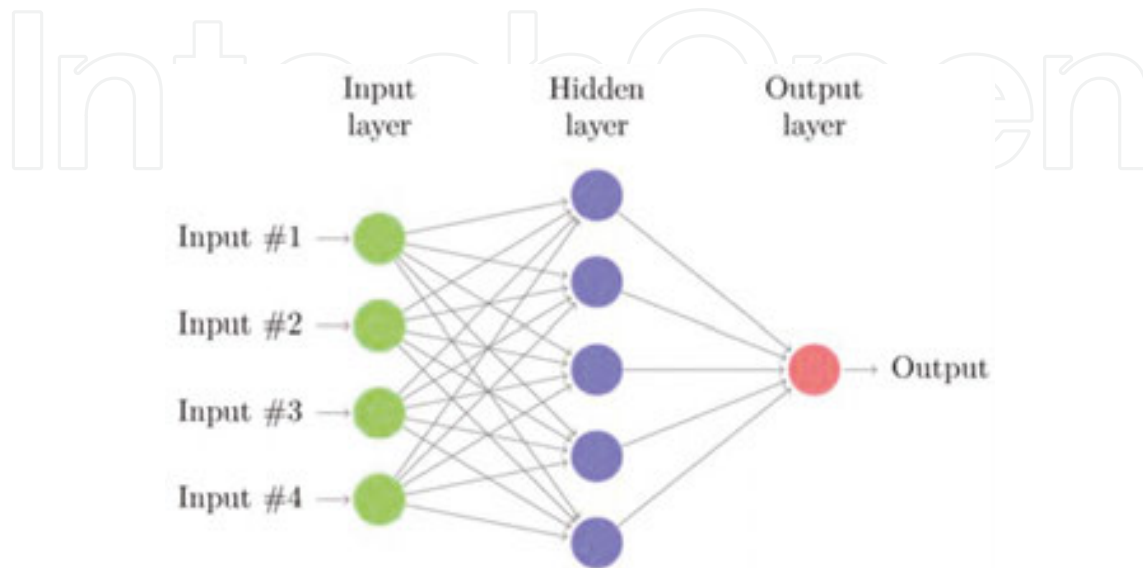 IntechOpen
Input
layer
Hidden
layer
Output
layer
Input #1
Input #2
Input #3
Input #4
Output